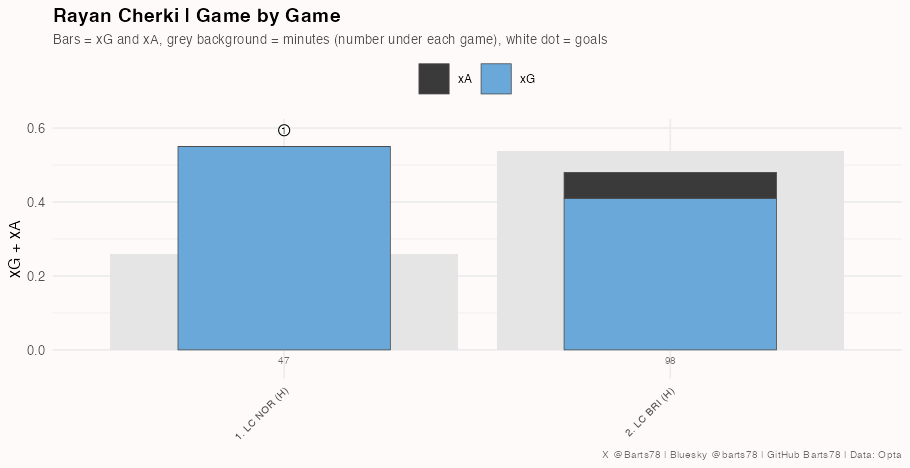 Rayan Cherki | Game by Game
Bars = xG and xA, grey background = minutes (number under each game), white dot = goals
xA xG
xG + xA
0.6
0.4
0.2
0.0
1
47 98
1. LC NOR (H) 2. LC BRI (H)
X @Barts78 | Bluesky @barts78 | GitHub Barts78 | Data: Opta